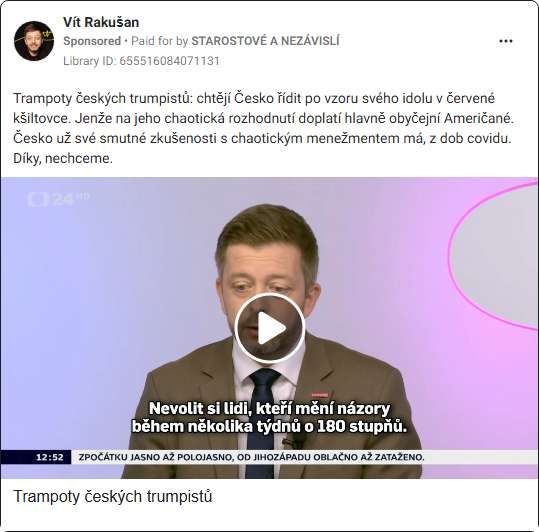 Vít Rakušan
Sponsored • Paid for by STAROSTOVÉ A NEZÁVISLÍ
Library ID: 655516084071131
Trampoty českých trumpistů: chtějí Česko řídit po vzoru svého idolu v červené
kšiltovce. Jenže na jeho chaotická rozhodnutí doplatí hlavně obyčejní Američané.
Česko už své smutné zkušenosti s chaotickým menežmentem má, z dob covidu.
Díky, nechceme.
24 HD
Nevolit si lidi, kteří mění názory
během několika týdnů o 180 stupňů.
12:52 ZPOČÁTKU JASNO AŽ POLOJASNO, OD JIHOZÁPADU OBLAČNO AŽ ZATAŽENO.
Trampoty českých trumpistů